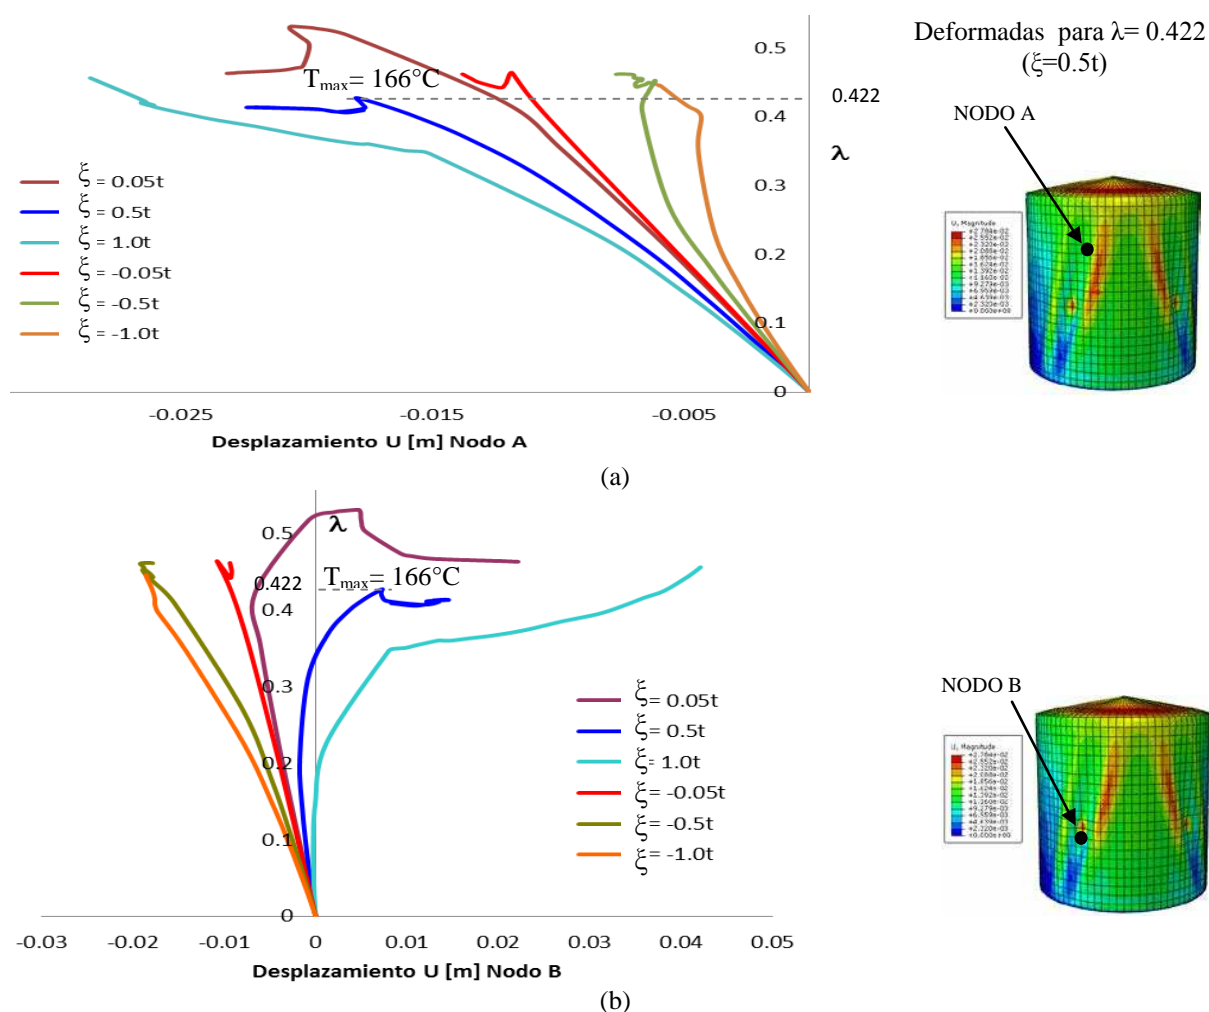 Deformadas para λ= 0.422
(ξ=0.5t)
0.5
T_max= 166°C
0.422
0.4
λ
0.3
0.2
0.1
0
ξ= 0.05t
ξ= 0.5t
ξ= 1.0t
ξ= -0.05t
ξ= -0.5t
ξ= -1.0t
-0.025
-0.015
-0.005
Desplazamiento U [m] Nodo A
NODO A
U, Magnitude
(a)
λ
0.5
T_max= 166°C
0.422
0.4
0.3
0.2
0.1
0
ξ= 0.05t
ξ= 0.5t
ξ= 1.0t
ξ= -0.05t
ξ= -0.5t
ξ= -1.0t
-0.03 -0.02 -0.01 0 0.01 0.02 0.03 0.04 0.05
Desplazamiento U [m] Nodo B
NODO B
U, Magnitude
(b)